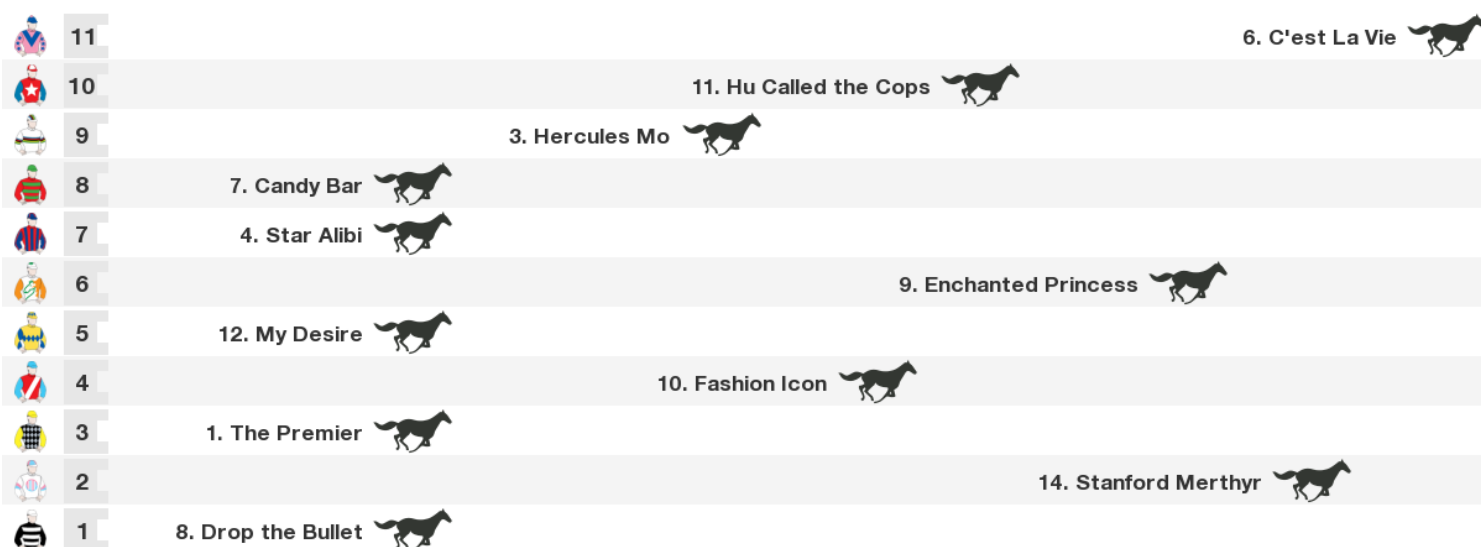 11 6. C'est La Vie
10 11. Hu Called the Cops
9 3. Hercules Mo
8 7. Candy Bar
7 4. Star Alibi
6 9. Enchanted Princess
5 12. My Desire
4 10. Fashion Icon
3 1. The Premier
2 14. Stanford Merthyr
1 8. Drop the Bullet